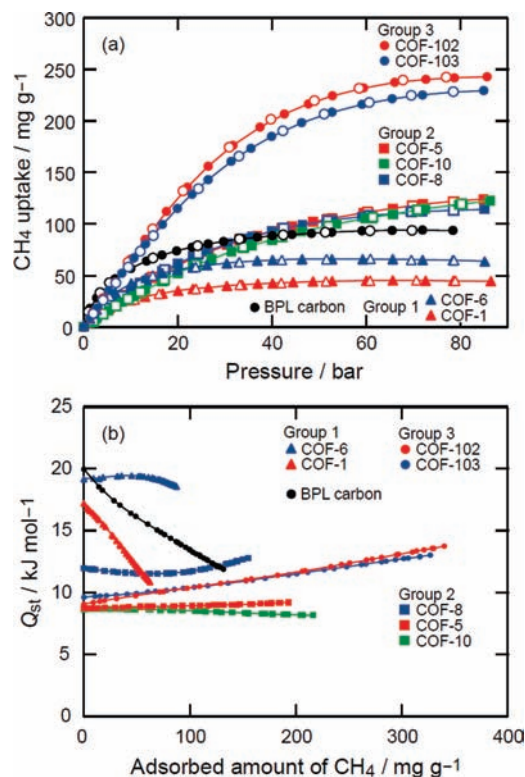 (a)
Group 3
COF-102
COF-103
Group 2
COF-5
COF-10
COF-8
BPL carbon
Group 1
COF-6
COF-1
CH4 uptake / mg g−1
300
250
200
150
100
50
0
0 20 40 60 80
Pressure / bar
(b)
Group 1
COF-6
COF-1
Group 3
COF-102
COF-103
BPL carbon
Group 2
COF-8
COF-5
COF-10
Qst / kJ mol−1
25
20
15
10
5
0
0 100 200 300 400
Adsorbed amount of CH4 / mg g−1